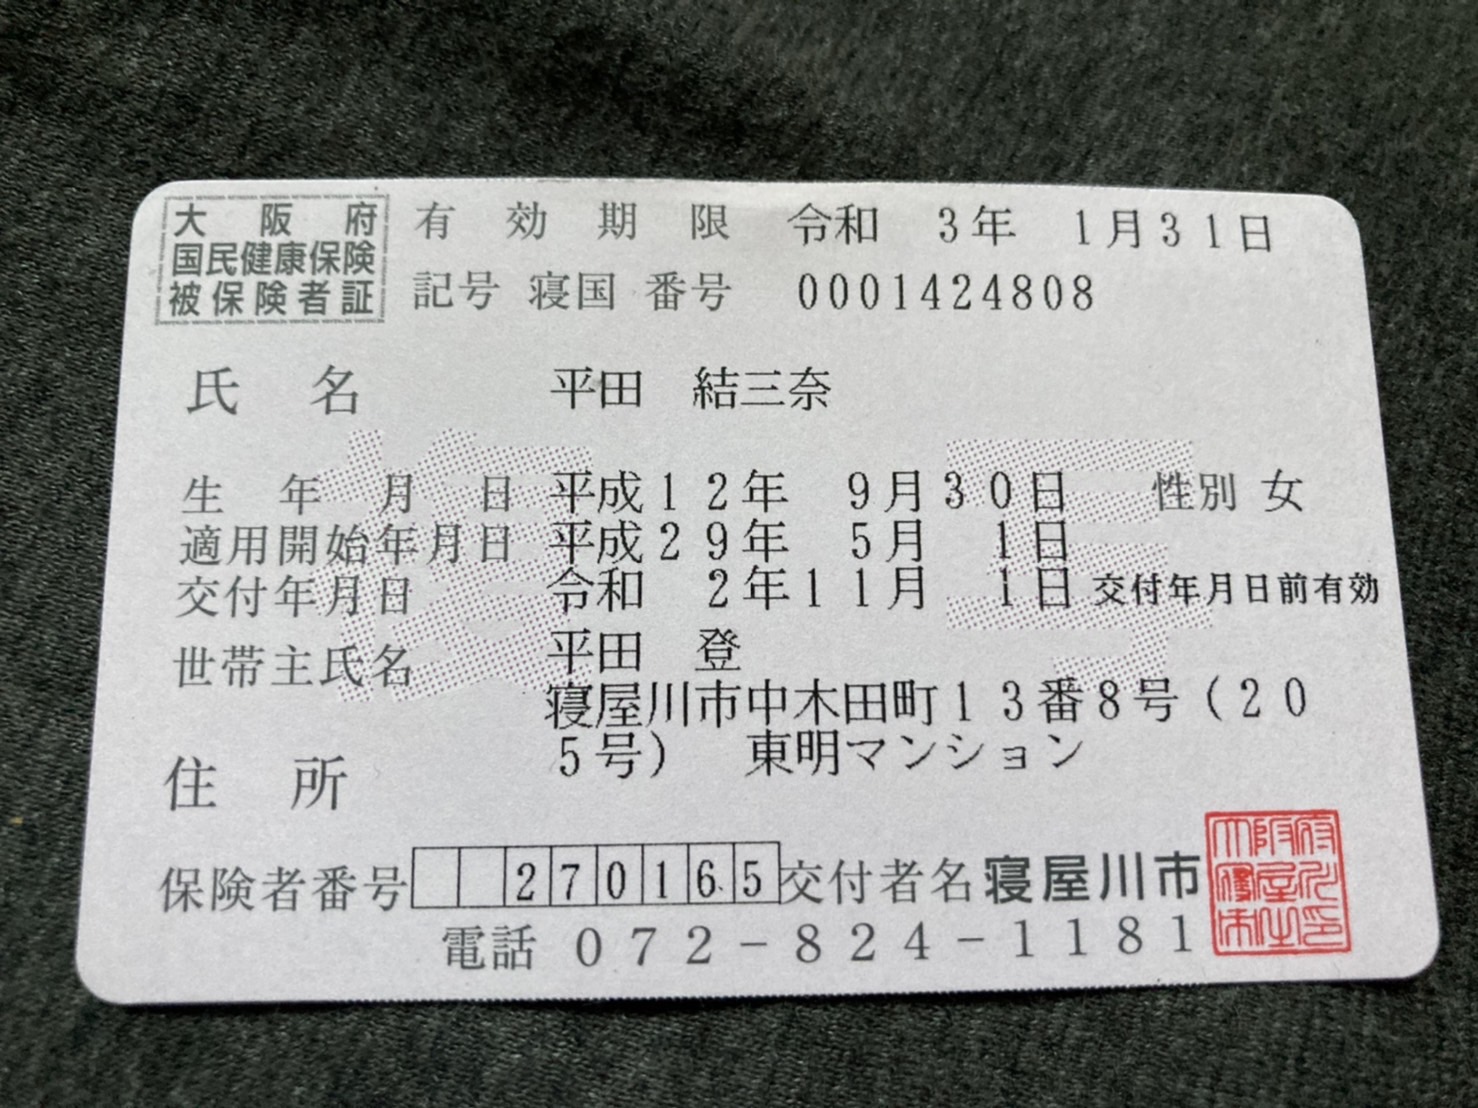 大阪府
国民健康保険
被保険者証
有効期限 令和 3年 1月31日
記号 寝国 番号 0001424808
氏名 平田 結三奈
生年月日 平成12年 9月30日 性別 女
適用開始年月日 平成29年 5月 1日
交付年月日 令和 2年11月 1日 交付年月日前有効
世帯主氏名 平田 登
寝屋川市中木田町13番8号(20
住所 5号) 東明マンション
保険者番号 270165 交付者名 寝屋川市
電話 072-824-1181
複写